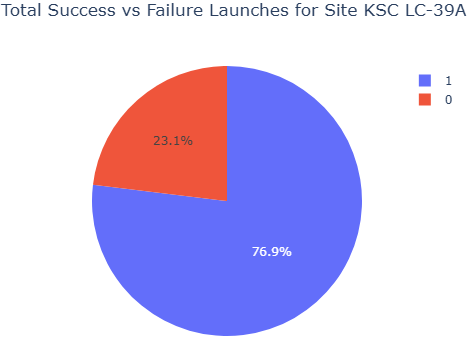 Total Success vs Failure Launches for Site KSC LC-39A
1
0
23.1%
76.9%